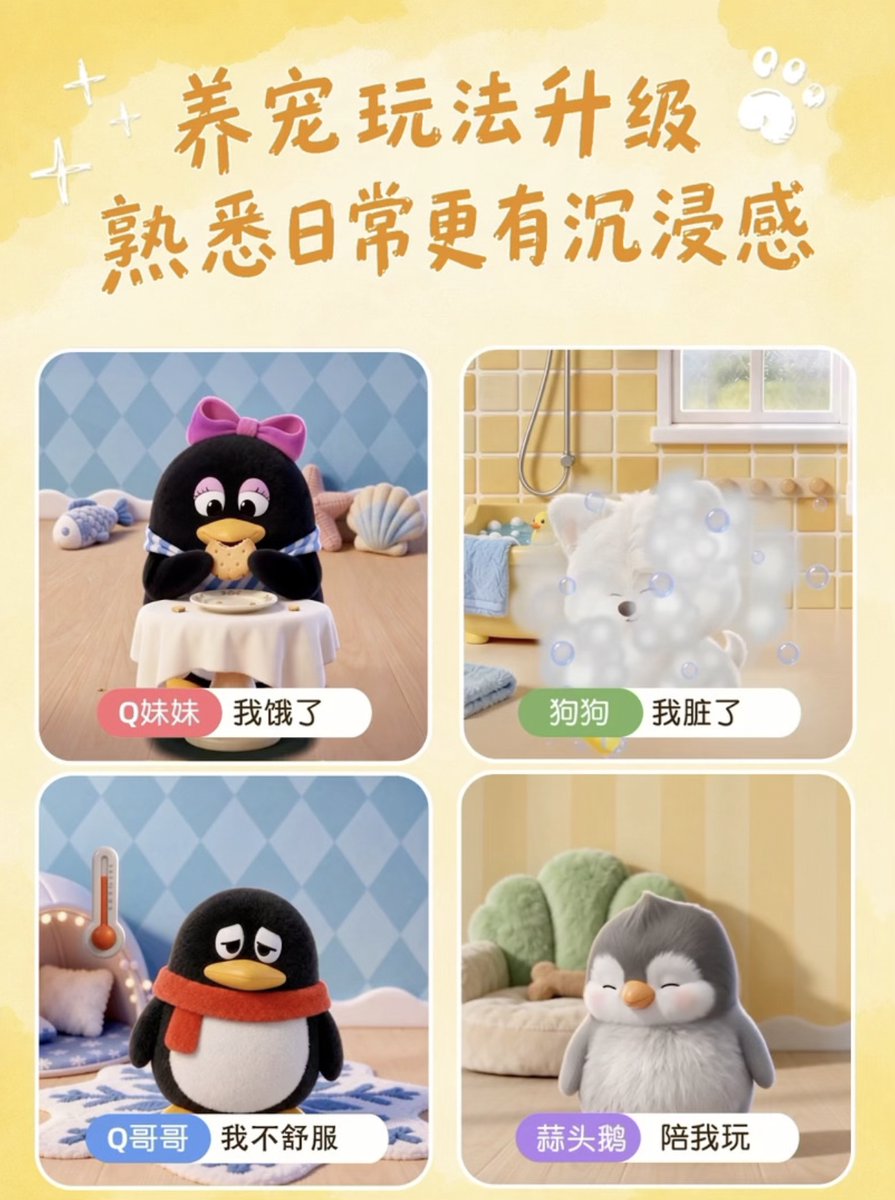 养宠玩法升级
熟悉日常更有沉浸感
Q妹妹 我饿了
狗狗 我脏了
Q哥哥 我不舒服
蒜头鹅 陪我玩